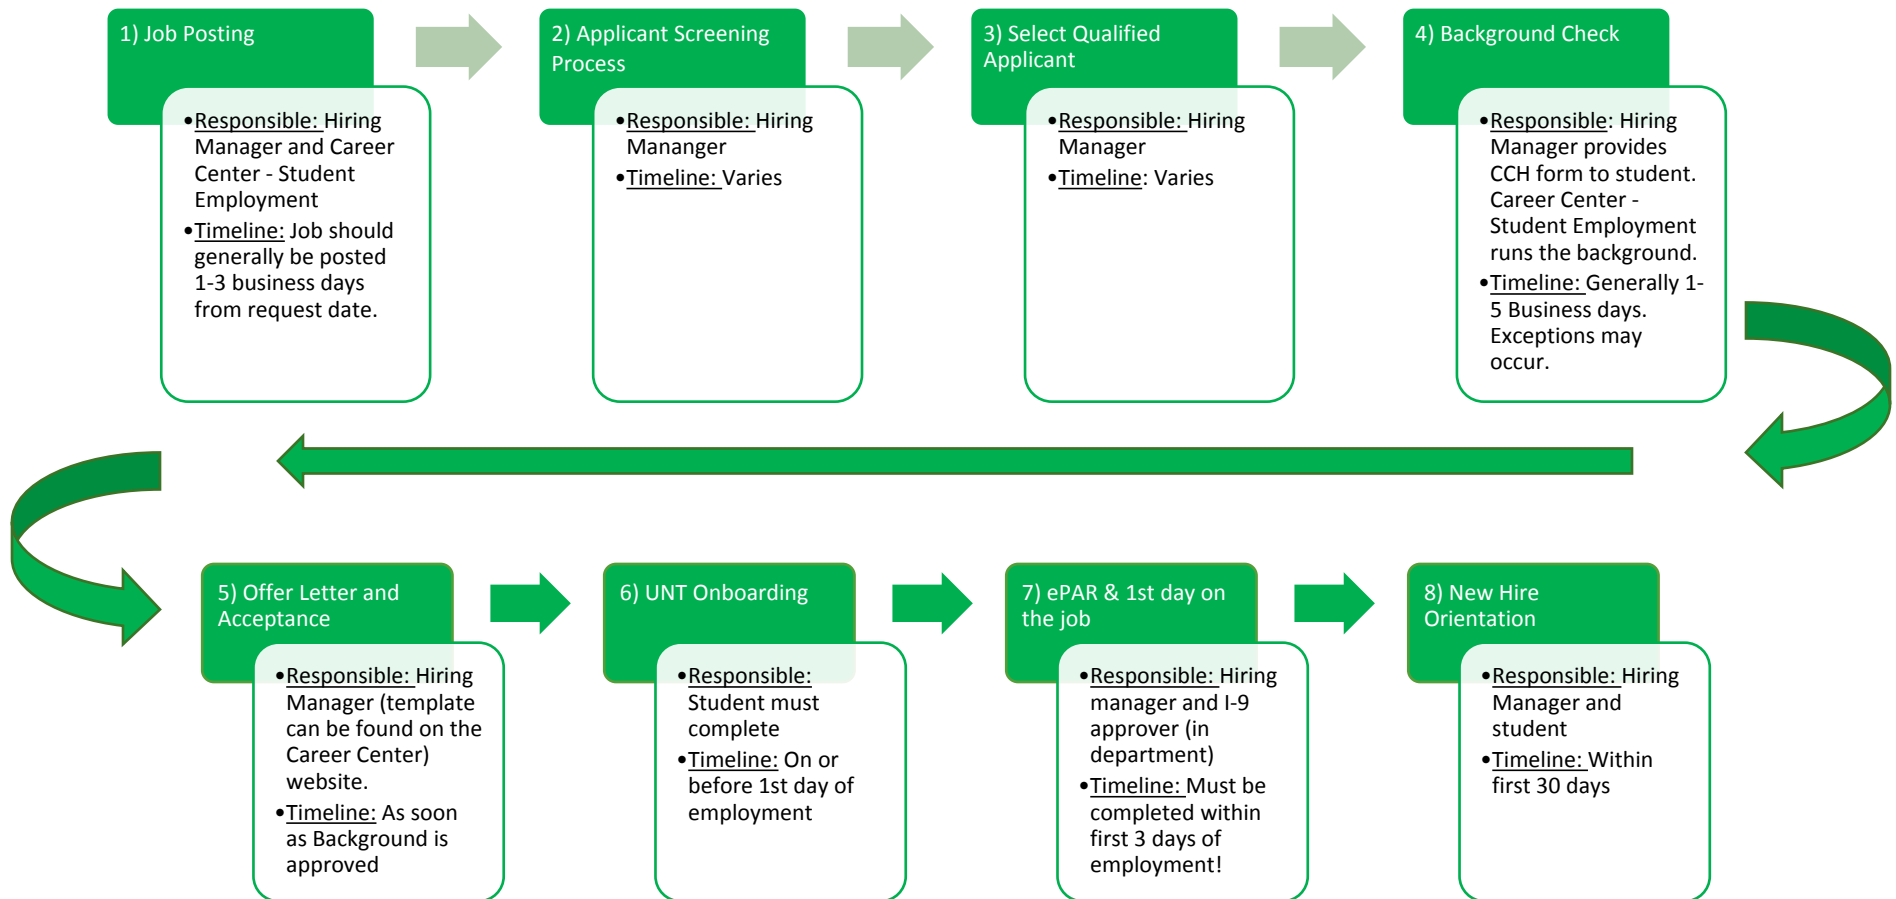 1) Job Posting
•Responsible: Hiring
Manager and Career
Center - Student
Employment
•Timeline: Job should
generally be posted
1-3 business days
from request date.
2) Applicant Screening
Process
•Responsible: Hiring
Mananger
•Timeline: Varies
3) Select Qualified
Applicant
•Responsible: Hiring
Manager
•Timeline: Varies
4) Background Check
•Responsible: Hiring
Manager provides
CCH form to student.
Career Center -
Student Employment
runs the background.
•Timeline: Generally 1-
5 Business days.
Exceptions may
occur.
5) Offer Letter and
Acceptance
•Responsible: Hiring
Manager (template
can be found on the
Career Center)
website.
•Timeline: As soon
as Background is
approved
6) UNT Onboarding
•Responsible:
Student must
complete
•Timeline: On or
before 1st day of
employment
7) ePAR & 1st day on
the job
•Responsible: Hiring
manager and I-9
approver (in
department)
•Timeline: Must be
completed within
first 3 days of
employment!
8) New Hire
Orientation
•Responsible: Hiring
Manager and
student
•Timeline: Within
first 30 days